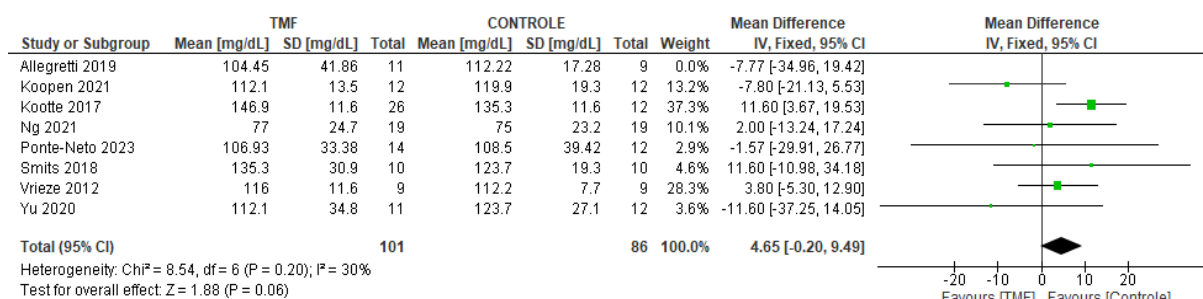 TMF CONTROLE Mean Difference Mean Difference
Study or Subgroup Mean [mg/dL] SD [mg/dL] Total Mean [mg/dL] SD [mg/dL] Total Weight IV, Fixed, 95% CI IV, Fixed, 95% CI
Allegretti 2019 104.45 41.86 11 112.22 17.28 9 0.0% -7.77 [-34.96, 19.42]
Koopen 2021 112.1 13.5 12 119.9 19.3 12 13.2% -7.80 [-21.13, 5.53]
Kootte 2017 146.9 11.6 26 135.3 11.6 12 37.3% 11.60 [3.67, 19.53]
Ng 2021 77 24.7 19 75 23.2 19 10.1% 2.00 [-13.24, 17.24]
Ponte-Neto 2023 106.93 33.38 14 108.5 39.42 12 2.9% -1.57 [-29.91, 26.77]
Smits 2018 135.3 30.9 10 123.7 19.3 10 4.6% 11.60 [-10.98, 34.18]
Vrieze 2012 116 11.6 9 112.2 7.7 9 28.3% 3.80 [-5.30, 12.90]
Yu 2020 112.1 34.8 11 123.7 27.1 12 3.6% -11.60 [-37.25, 14.05]
Total (95% CI) 101 86 100.0% 4.65 [-0.20, 9.49]
Heterogeneity: Chi² = 8.54, df = 6 (P = 0.20); I² = 30%
Test for overall effect: Z = 1.88 (P = 0.06)
-20 -10 0 10 20
Favours [TMF] Favours [Controle]